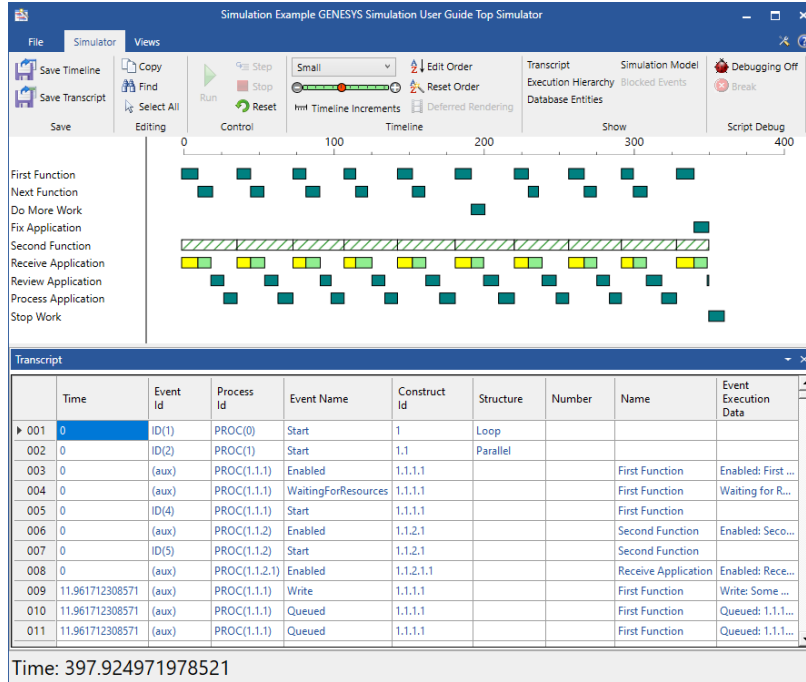 Simulation Example GENESYS Simulation User Guide Top Simulator
File Simulator Views
Save Timeline Copy Run Step Small Edit Order Transcript Simulation Model Debugging Off
Find Stop Reset Order Execution Hierarchy Blocked Events Break
Save Transcript Select All Reset Timeline Increments Deferred Rendering Database Entities
Save Editing Control Timeline Show Script Debug
0 100 200 300 400
First Function
Next Function
Do More Work
Fix Application
Second Function
Receive Application
Review Application
Process Application
Stop Work
Transcript
Time Event Id Process Id Event Name Construct Id Structure Number Name Event Execution Data
001 0 ID(1) PROC(0) Start 1 Loop
002 0 ID(2) PROC(1) Start 1.1 Parallel
003 0 (aux) PROC(1.1.1) Enabled 1.1.1.1 First Function Enabled: First ...
004 0 (aux) PROC(1.1.1) WaitingForResources 1.1.1.1 First Function Waiting for R...
005 0 ID(4) PROC(1.1.1) Start 1.1.1.1 First Function
006 0 (aux) PROC(1.1.2) Enabled 1.1.2.1 Second Function Enabled: Seco...
007 0 ID(5) PROC(1.1.2) Start 1.1.2.1 Second Function
008 0 (aux) PROC(1.1.2.1) Enabled 1.1.2.1.1 Receive Application Enabled: Rece...
009 11.961712308571 (aux) PROC(1.1.1) Write 1.1.1.1 First Function Write: Some ...
010 11.961712308571 (aux) PROC(1.1.1) Queued 1.1.1.1 First Function Queued: 1.1.1...
011 11.961712308571 (aux) PROC(1.1.1) Queued 1.1.1.1 First Function Queued: 1.1.1...
Time: 397.924971978521